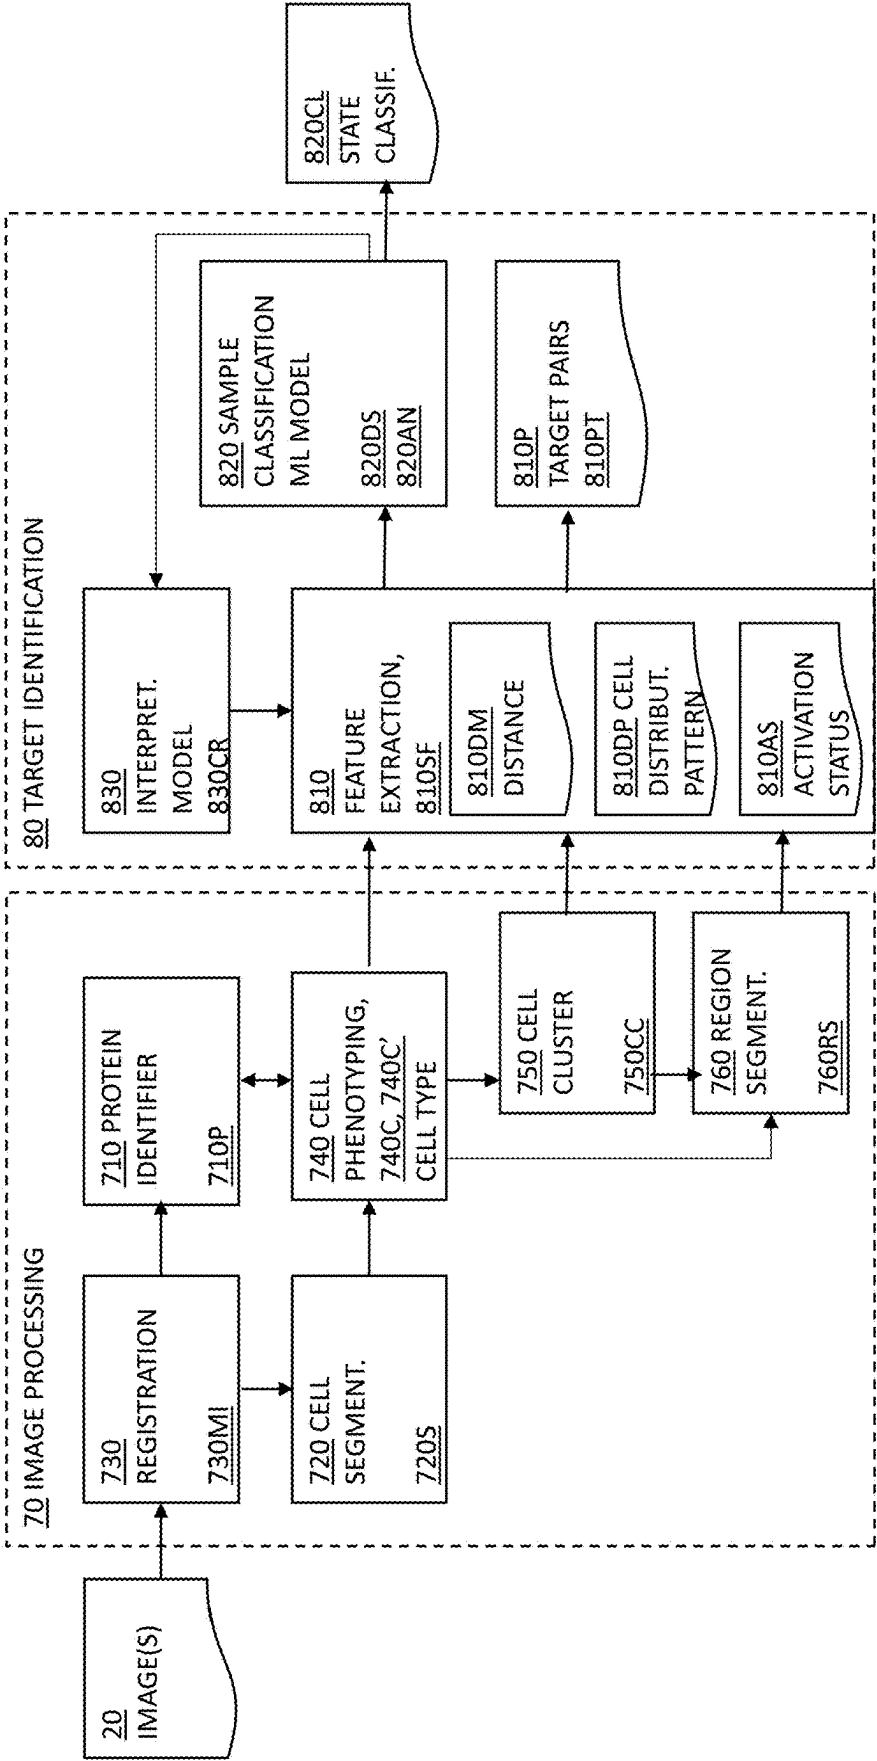 20
IMAGE(S)
70 IMAGE PROCESSING
730
REGISTRATION
730MI
720 CELL
SEGMENT.
720S
710 PROTEIN
IDENTIFIER
710P
740 CELL
PHENOTYPING,
740C, 740C'
CELL TYPE
750 CELL
CLUSTER
750CC
760 REGION
SEGMENT.
760RS
80 TARGET IDENTIFICATION
830
INTERPRET.
MODEL
830CR
810
FEATURE
EXTRACTION,
810SF
810DM
DISTANCE
810DP CELL
DISTRIBUT.
PATTERN
810AS
ACTIVATION
STATUS
820 SAMPLE
CLASSIFICATION
ML MODEL
820DS
820AN
810P
TARGET PAIRS
810PT
820CL
STATE
CLASSIF.